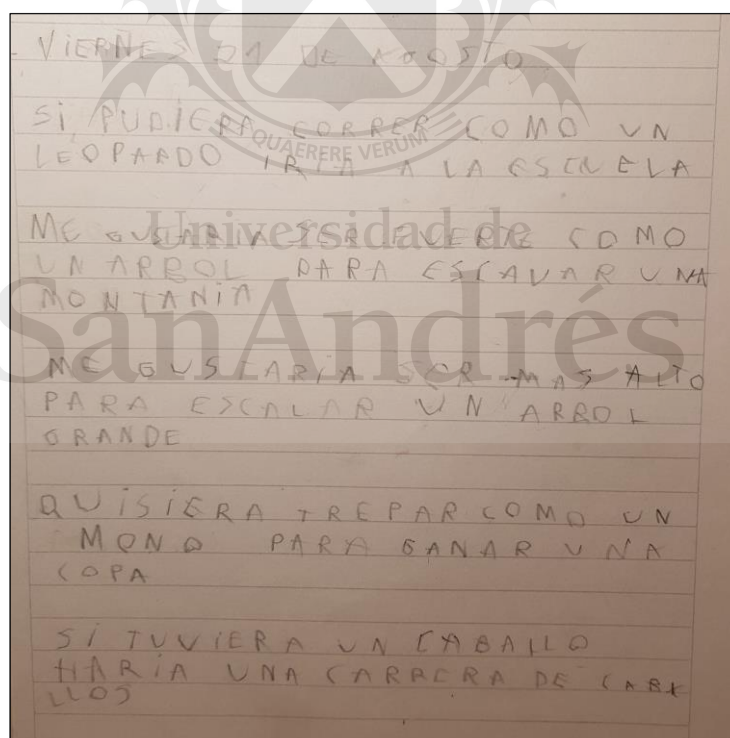 VIERNES 21 DE AGOSTO
SI PUDIERA CORRER COMO UN
LEOPARDO IRIA A LA ESCUELA
ME GUSTARIA SER FUERTE COMO
UN ARBOL PARA ESCAVAR UNA
MONTANIA
ME GUSTARIA SER MAS ALTO
PARA ESCALAR UN ARBOL
GRANDE
QUISIERA TREPAR COMO UN
MONO PARA GANAR UNA
COPA
SI TUVIERA UN CABALLO
HARIA UNA CARRERA DE CABA
LLOS
QUAERERE VERUM
Universidad de
SanAndrés